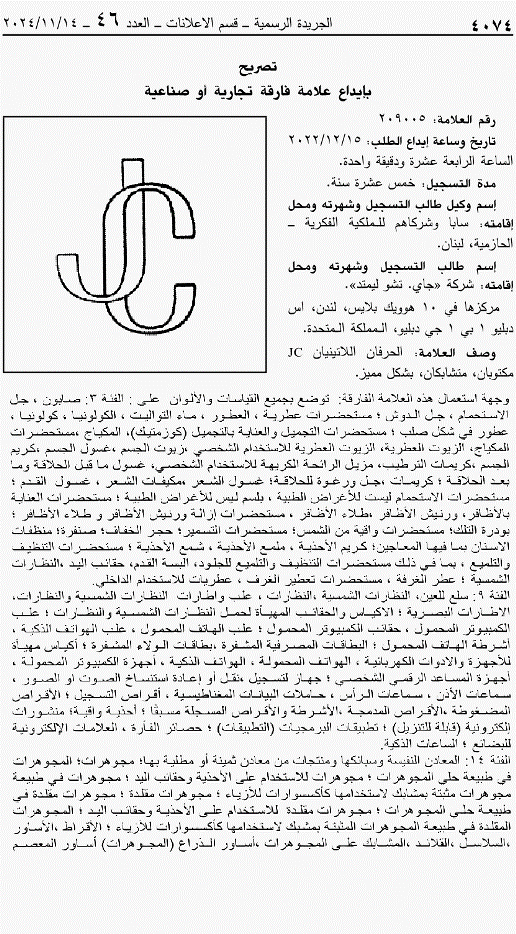 ٤٠٧٤ الجريدة الرسمية – قسم الاعلانات – العدد ٤٦ – ٢٠٢٤/١١/١٤
تصريح
بإيداع علامة فارقة تجارية أو صناعية
رقم العلامة: ٢٠٩٠٠٥
تاريخ وساعة إيداع الطلب: ٢٠٢٢/١٢/١٥
الساعة الرابعة عشرة ودقيقة واحدة.
مدة التسجيل: خمس عشرة سنة.
إسم وكيل طالب التسجيل وشهرته ومحل
إقامته: سابا وشركاهم للملكية الفكرية –
الحازمية، لبنان.
إسم طالب التسجيل وشهرته ومحل
إقامته: شركة «جاي. تشو ليمتد».
مركزها في ١٠ هوويك بلايس، لندن، اس
دبليو ١ بي ١ جي دبليو، المملكة المتحدة.
وصف العلامة: الحرفان اللاتينيان JC
مكتوبان، متشابكان، بشكل مميز.
JC
وجهة استعمال هذه العلامة الفارقة: توضع بجميع القياسات والألوان على : الفئة ٣: صابون ، جل
الاستحمام ، جل الدوش ؛ مستحضرات عطرية ، العطور ، ماء التواليت ، الكولونيا ، كولونيا ،
عطور في شكل صلب ؛ مستحضرات التجميل والعناية بالتجميل (كوزمتيك)، المكياج ،مستحضرات
المكياج، الزيوت العطرية، الزيوت العطرية للاستخدام الشخصي ،زيوت الجسم ،غسول الجسم ،كريم
الجسم ،كريمات الترطيب، مزيل الرائحة الكريهة للاستخدام الشخصي، غسول ما قبل الحلاقة وما
بعد الحلاقة ؛ كريمات ،جل ورغوة للحلاقة؛ غسول الشعر ،مكيفات الشعر ، غسول القدم ؛
مستحضرات الاستحمام ليست للأغراض الطبية ، بلسم ليس للأغراض الطبية ؛ مستحضرات العناية
بالأظافر، ورنيش الأظافر ،طلاء الأظافر ، مستحضرات إزالة ورنيش الأظافر و طلاء الأظافر ؛
بودرة التلك؛ مستحضرات واقية من الشمس؛ مستحضرات التسمير؛ حجر الخفاف؛ صنفرة؛ منظفات
الاسنان بما فيها المعاجين؛ كريم الأحذية ، ملمع الأحذية ، شمع الأحذية ؛ مستحضرات التنظيف
والتلميع ، بما في ذلك مستحضرات التنظيف والتلميع للجلود، ألبسة القدم، حقائب اليد ،النظارات
الشمسية ؛ عطر الغرفة ، مستحضرات تعطير الغرف ، عطريات للاستخدام الداخلي.
الفئة ٩: سلع للعين، النظارات الشمسية ،النظارات ، علب واطارات النظارات الشمسية والنظارات،
الاطارات البصرية ؛ الاكياس والحقائب المهيأة لحمل النظارات الشمسية والنظارات ؛ علب
الكمبيوتر المحمول ، حقائب الكمبيوتر المحمول ؛ علب الهاتف المحمول ، علب الهواتف الذكية ،
أشرطة الهاتف المحمول ؛ البطاقات المصرفية المشفرة ،بطاقات الولاء المشفرة ؛ أكياس مهيأة
للأجهزة والادوات الكهربائية ، الهواتف المحمولة ، الهواتف الذكية ، أجهزة الكمبيوتر المحمولة ،
أجهزة المساعد الرقمي الشخصي ؛ جهاز لتسجيل ،نقل أو إعادة استنساخ الصوت او الصور ،
سماعات الأذن ، سماعات الرأس ، حاملات البيانات المغناطيسية ، أقراص التسجيل ؛ الأقراص
المضغوطة ،الأقراص المدمجة ،الأشرطة والأقراص المسجلة مسبقًا ؛ أحذية واقية؛ منشورات
إلكترونية (قابلة للتنزيل) ؛ تطبيقات البرمجيات (التطبيقات) ؛ حصائر الفأرة ، العلامات الإلكترونية
للبضائع ؛ الساعات الذكية.
الفئة ١٤: المعادن النفيسة وسبائكها ومنتجات من معادن ثمينة أو مطلية بها؛ مجوهرات؛ المجوهرات
في طبيعة حلي المجوهرات ؛ مجوهرات للاستخدام على الأحذية وحقائب اليد ؛ مجوهرات في طبيعة
مجوهرات مثبتة بمشابك لاستخدامها كأكسسوارات للأزياء ؛ مجوهرات مقلدة ؛ مجوهرات مقلدة في
طبيعة حلي المجوهرات ؛ مجوهرات مقلدة للاستخدام على الأحذية وحقائب اليد ؛ المجوهرات
المقلدة في طبيعة المجوهرات المثبتة بمشبك لاستخدامها كأكسسوارات للأزياء ؛ الأقراط ،الأساور
،السلاسل ،القلائد ،المشابك على المجوهرات ،أساور الذراع (المجوهرات) أساور المعصم